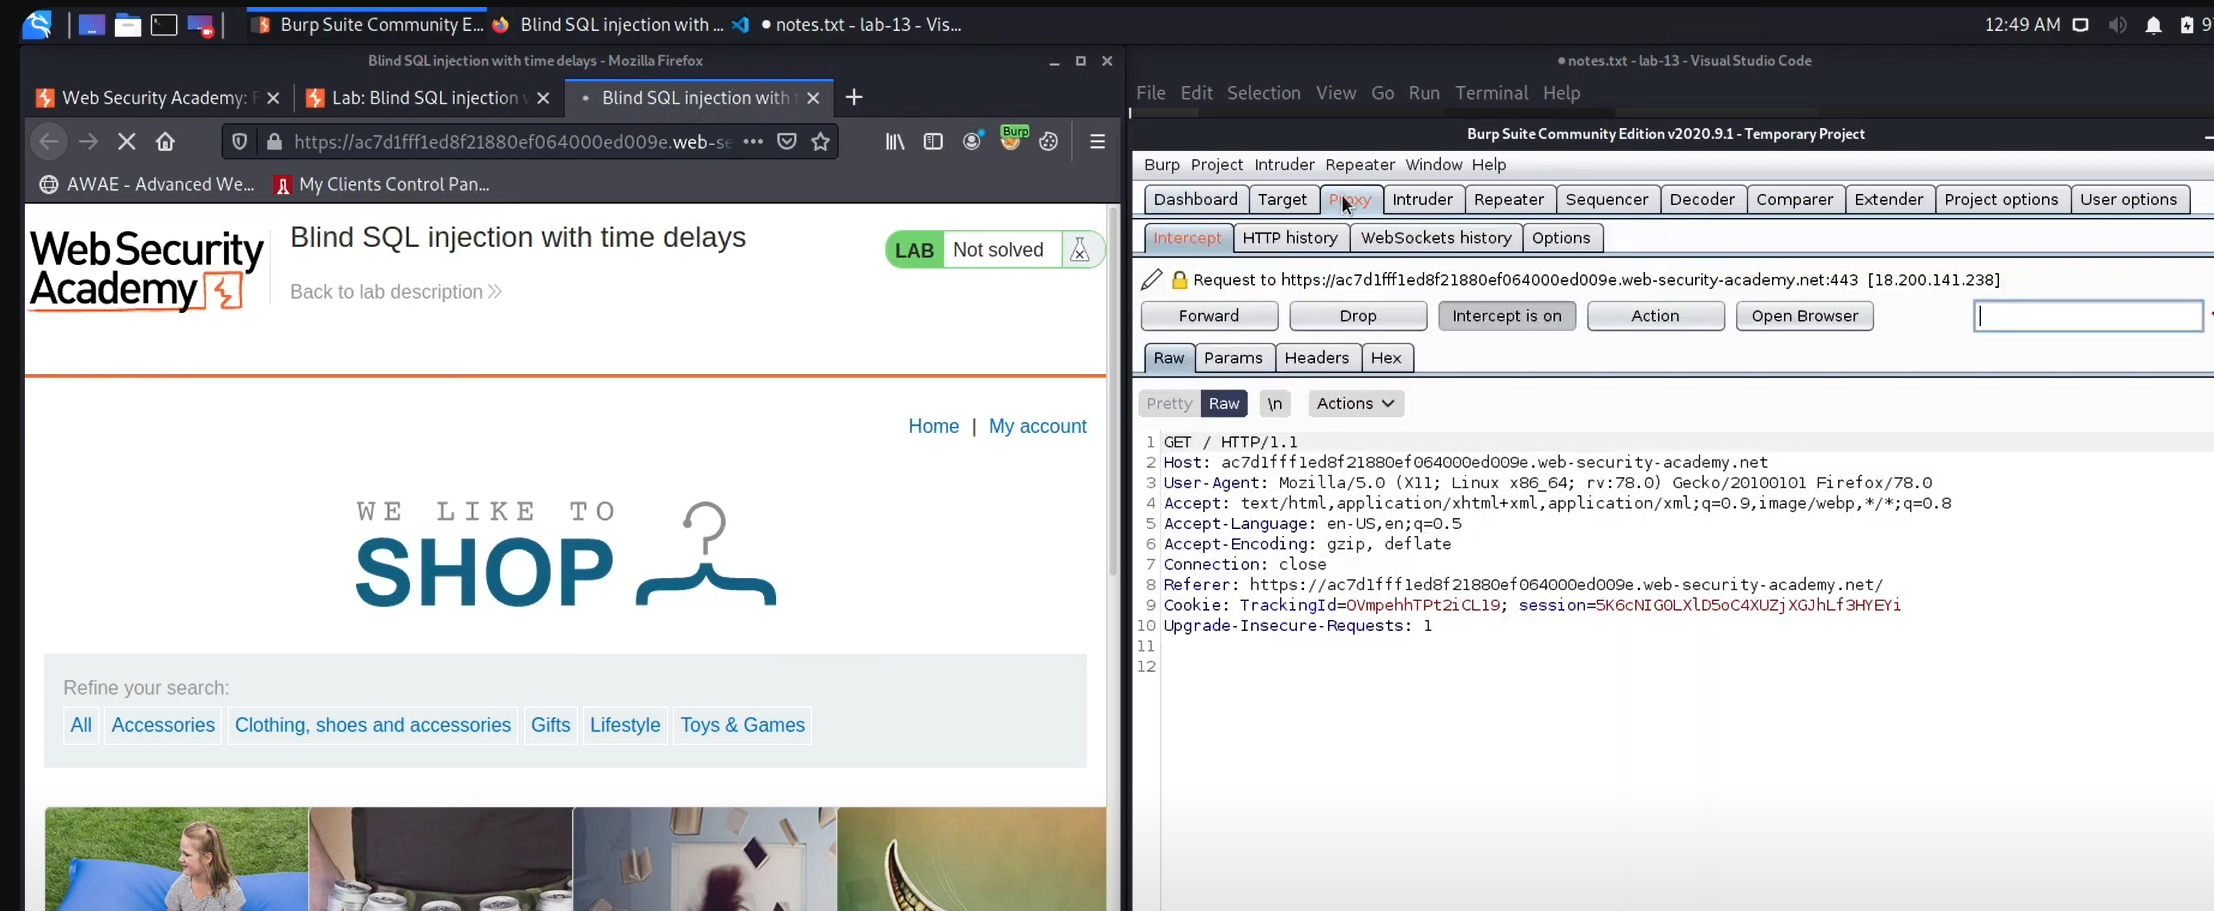 Burp Suite Community E...
Blind SQL injection with ...
● notes.txt - lab-13 - Vis...
12:49 AM
Blind SQL injection with time delays - Mozilla Firefox
Web Security Academy: F
Lab: Blind SQL injection w
Blind SQL injection with t
https://ac7d1fff1ed8f21880ef064000ed009e.web-se
Burp
AWAE - Advanced We...
My Clients Control Pan...
Web Security
Academy
Blind SQL injection with time delays
Back to lab description
LAB Not solved
Home | My account
WE LIKE TO
SHOP
Refine your search:
All Accessories Clothing, shoes and accessories Gifts Lifestyle Toys & Games
● notes.txt - lab-13 - Visual Studio Code
File Edit Selection View Go Run Terminal Help
Burp Suite Community Edition v2020.9.1 - Temporary Project
Burp Project Intruder Repeater Window Help
Dashboard Target Proxy Intruder Repeater Sequencer Decoder Comparer Extender Project options User options
Intercept HTTP history WebSockets history Options
Request to https://ac7d1fff1ed8f21880ef064000ed009e.web-security-academy.net:443 [18.200.141.238]
Forward Drop Intercept is on Action Open Browser
Raw Params Headers Hex
Pretty Raw \n Actions
1 GET / HTTP/1.1
2 Host: ac7d1fff1ed8f21880ef064000ed009e.web-security-academy.net
3 User-Agent: Mozilla/5.0 (X11; Linux x86_64; rv:78.0) Gecko/20100101 Firefox/78.0
4 Accept: text/html,application/xhtml+xml,application/xml;q=0.9,image/webp,*/*;q=0.8
5 Accept-Language: en-US,en;q=0.5
6 Accept-Encoding: gzip, deflate
7 Connection: close
8 Referer: https://ac7d1fff1ed8f21880ef064000ed009e.web-security-academy.net/
9 Cookie: TrackingId=OVmpehhTPt2iCL19; session=5K6cNIG0LXlD5oC4XUZjXGJhLf3HYEYi
10 Upgrade-Insecure-Requests: 1
11
12